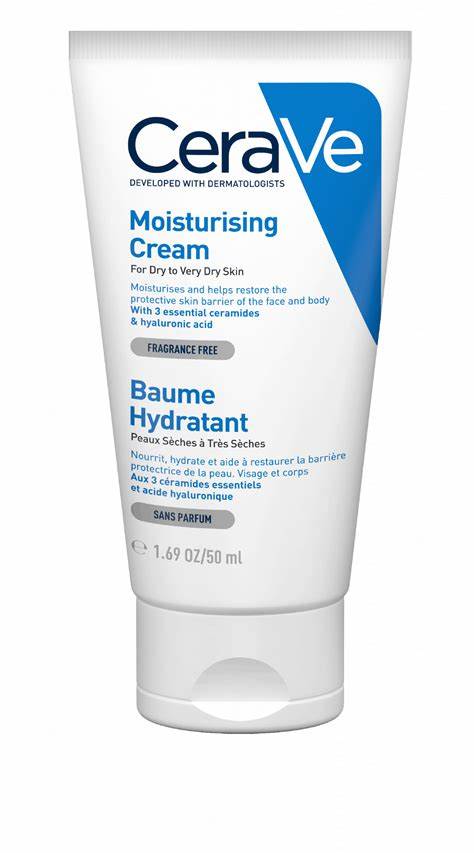 CeraVe
DEVELOPED WITH DERMATOLOGISTS
Moisturising
Cream
For Dry to Very Dry Skin
Moisturises and helps restore the
protective skin barrier of the face and body
With 3 essential ceramides
& hyaluronic acid
FRAGRANCE FREE
Baume
Hydratant
Peaux Sèches à Très Sèches
Nourrit, hydrate et aide à restaurer la barrière
protectrice de la peau. Visage et corps
Aux 3 céramides essentiels
et acide hyaluronique
SANS PARFUM
℮ 1.69 OZ/50 ml